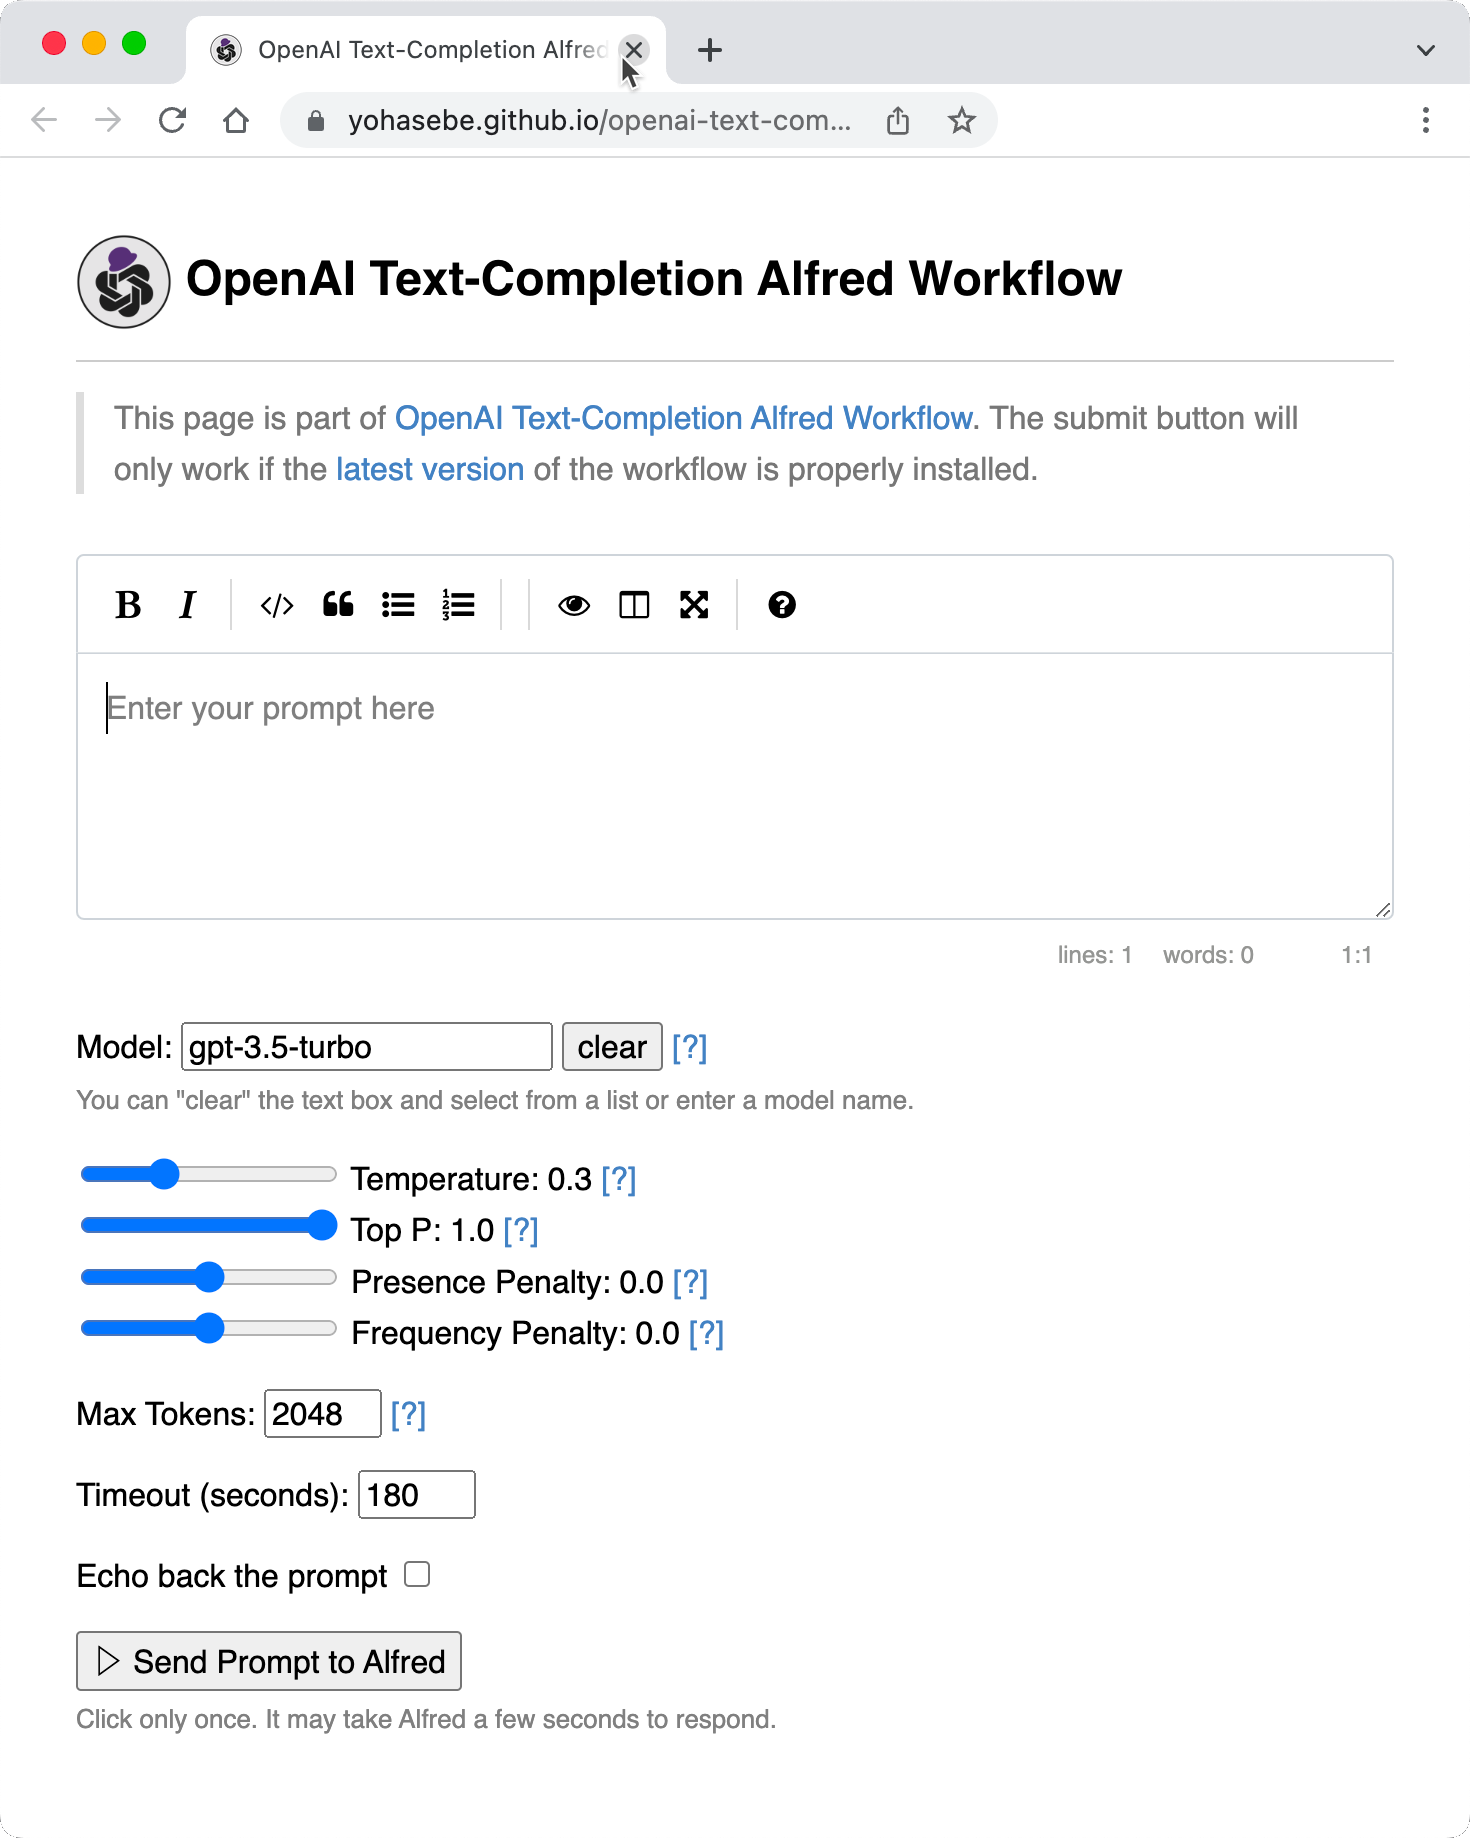 OpenAI Text-Completion Alfred
yohasebe.github.io/openai-text-com...
OpenAI Text-Completion Alfred Workflow
This page is part of OpenAI Text-Completion Alfred Workflow. The submit button will
only work if the latest version of the workflow is properly installed.
B I
Enter your prompt here
lines: 1 words: 0 1:1
Model: gpt-3.5-turbo clear [?]
You can "clear" the text box and select from a list or enter a model name.
Temperature: 0.3 [?]
Top P: 1.0 [?]
Presence Penalty: 0.0 [?]
Frequency Penalty: 0.0 [?]
Max Tokens: 2048 [?]
Timeout (seconds): 180
Echo back the prompt
Send Prompt to Alfred
Click only once. It may take Alfred a few seconds to respond.